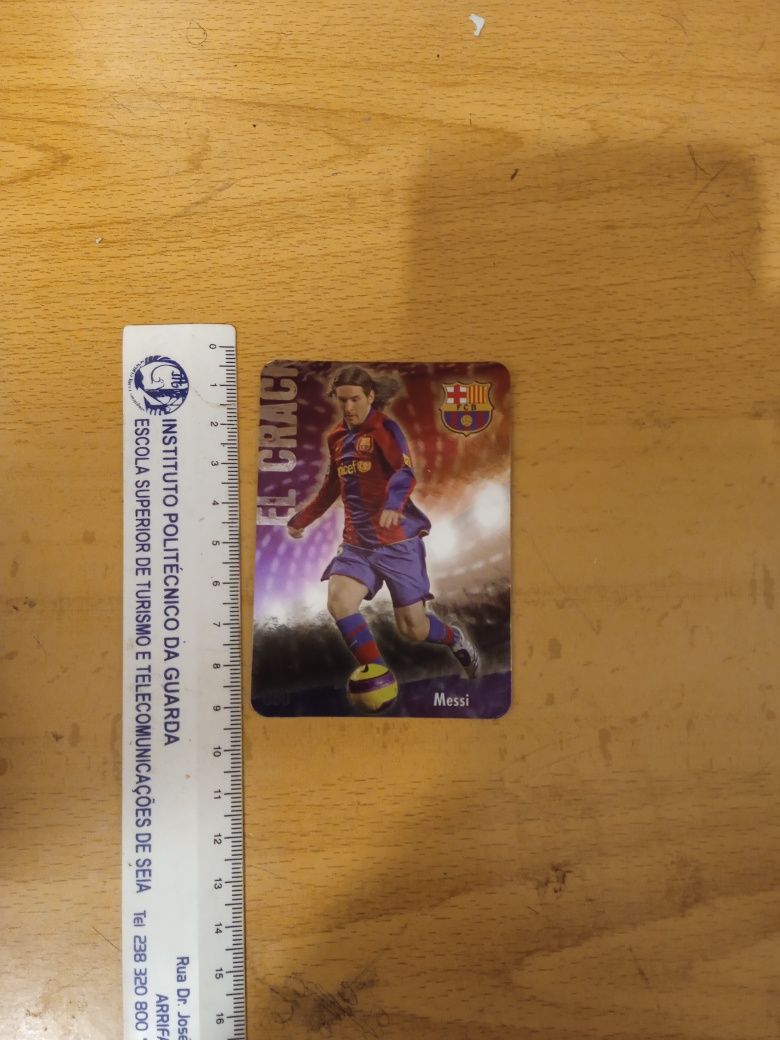 INSTITUTO POLITÉCNICO DA GUARDA
ESCOLA SUPERIOR DE TURISMO E TELECOMUNICAÇÕES DE SEIA
Rua Dr. José
ARRIFA
Tel 238 320 800
0 1 2 3 4 5 6 7 8 9 10 11 12 13 14 15 16
EL CRACK
FCB
unicef
Messi